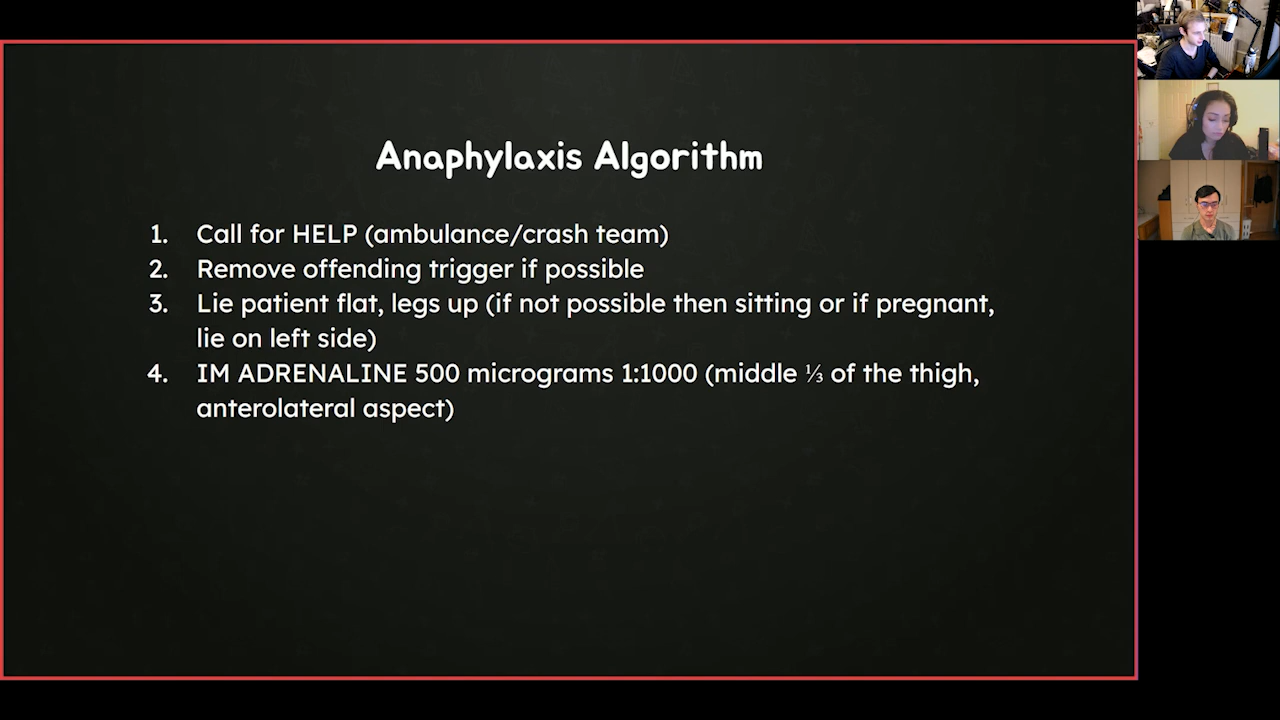 Anaphylaxis Algorithm
1. Call for HELP (ambulance/crash team)
2. Remove offending trigger if possible
3. Lie patient flat, legs up (if not possible then sitting or if pregnant,
lie on left side)
4. IM ADRENALINE 500 micrograms 1:1000 (middle ⅓ of the thigh,
anterolateral aspect)